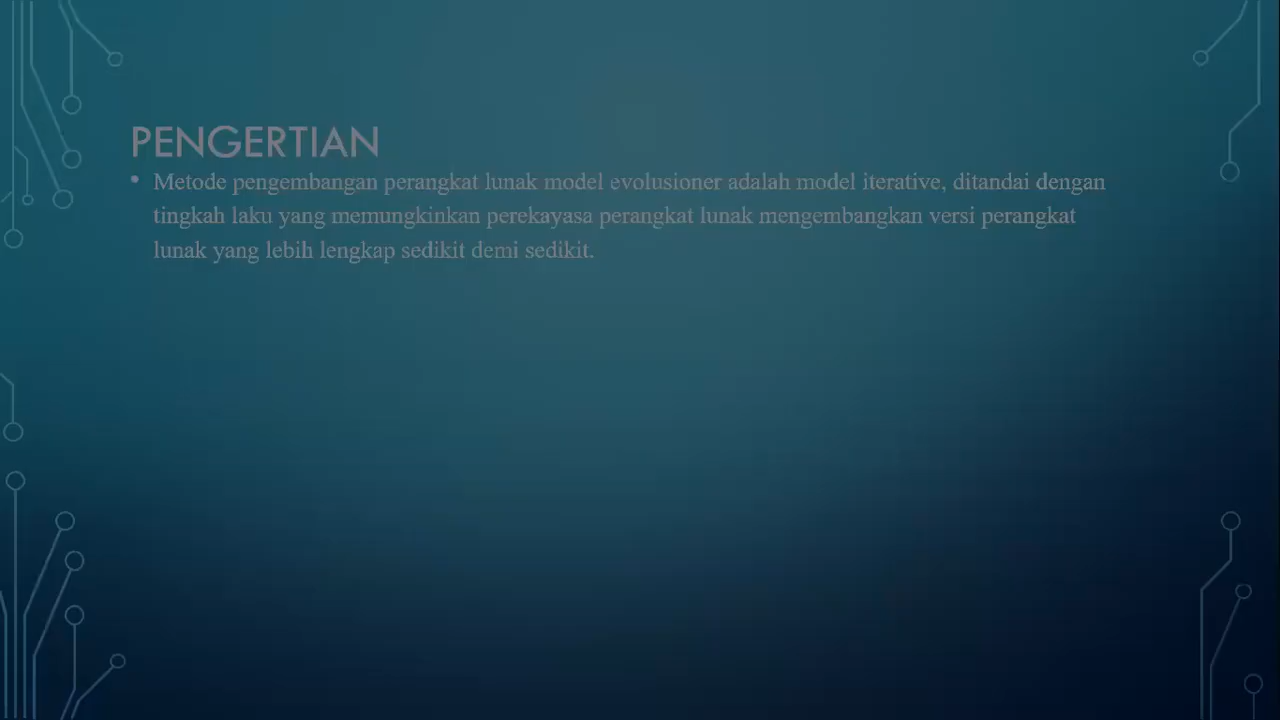 PENGERTIAN
• Metode pengembangan perangkat lunak model evolusioner adalah model iterative, ditandai dengan
tingkah laku yang memungkinkan perekayasa perangkat lunak mengembangkan versi perangkat
lunak yang lebih lengkap sedikit demi sedikit.